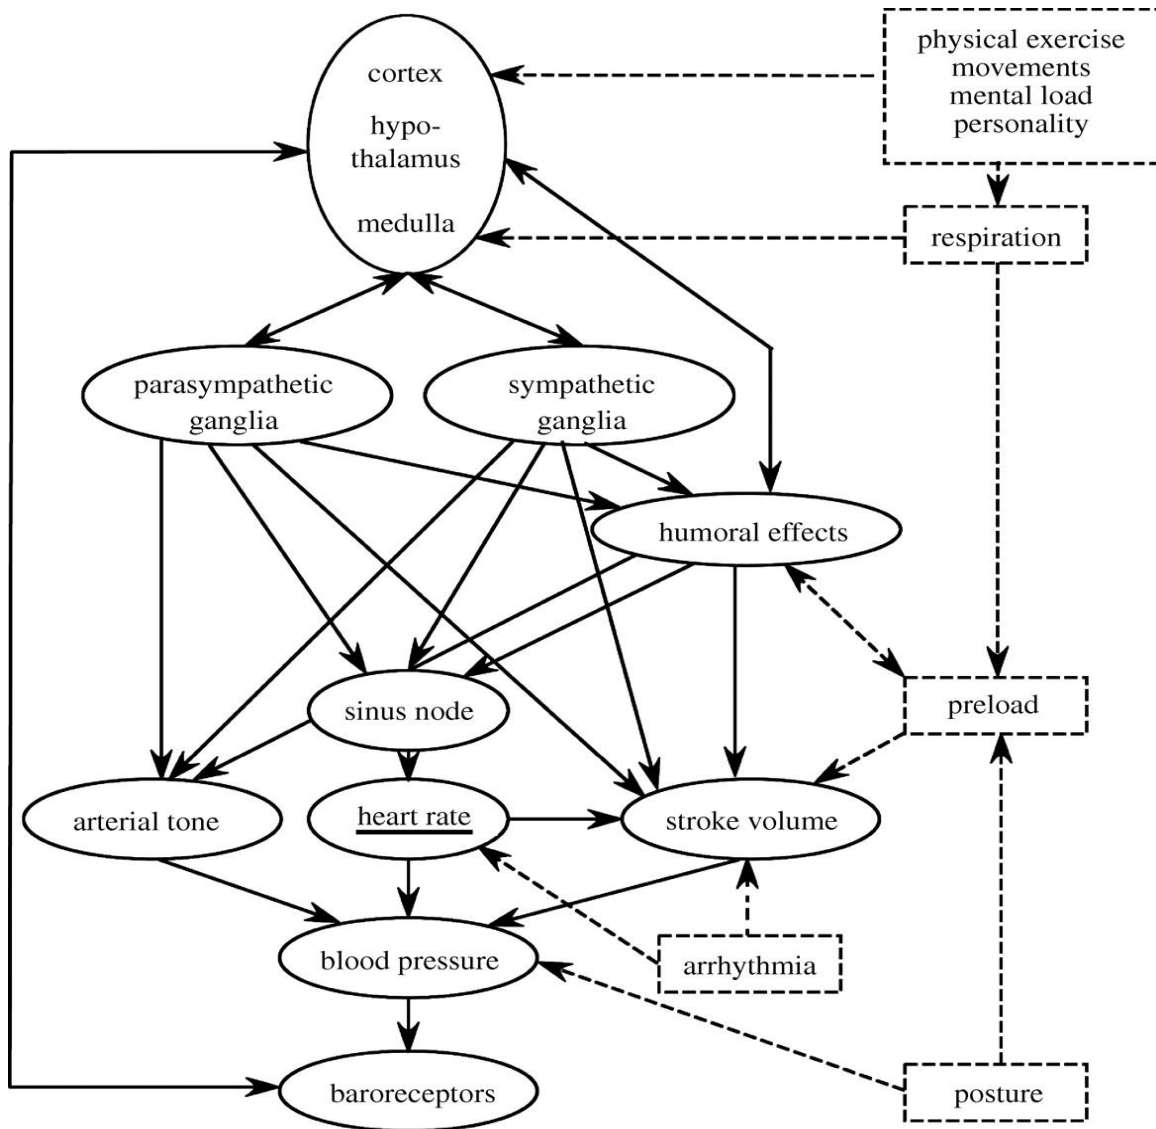 physical exercise
movements
mental load
personality
cortex
hypo-
thalamus
medulla
respiration
parasympathetic
ganglia
sympathetic
ganglia
humoral effects
sinus node
preload
arterial tone
heart rate
stroke volume
blood pressure
arrhythmia
baroreceptors
posture